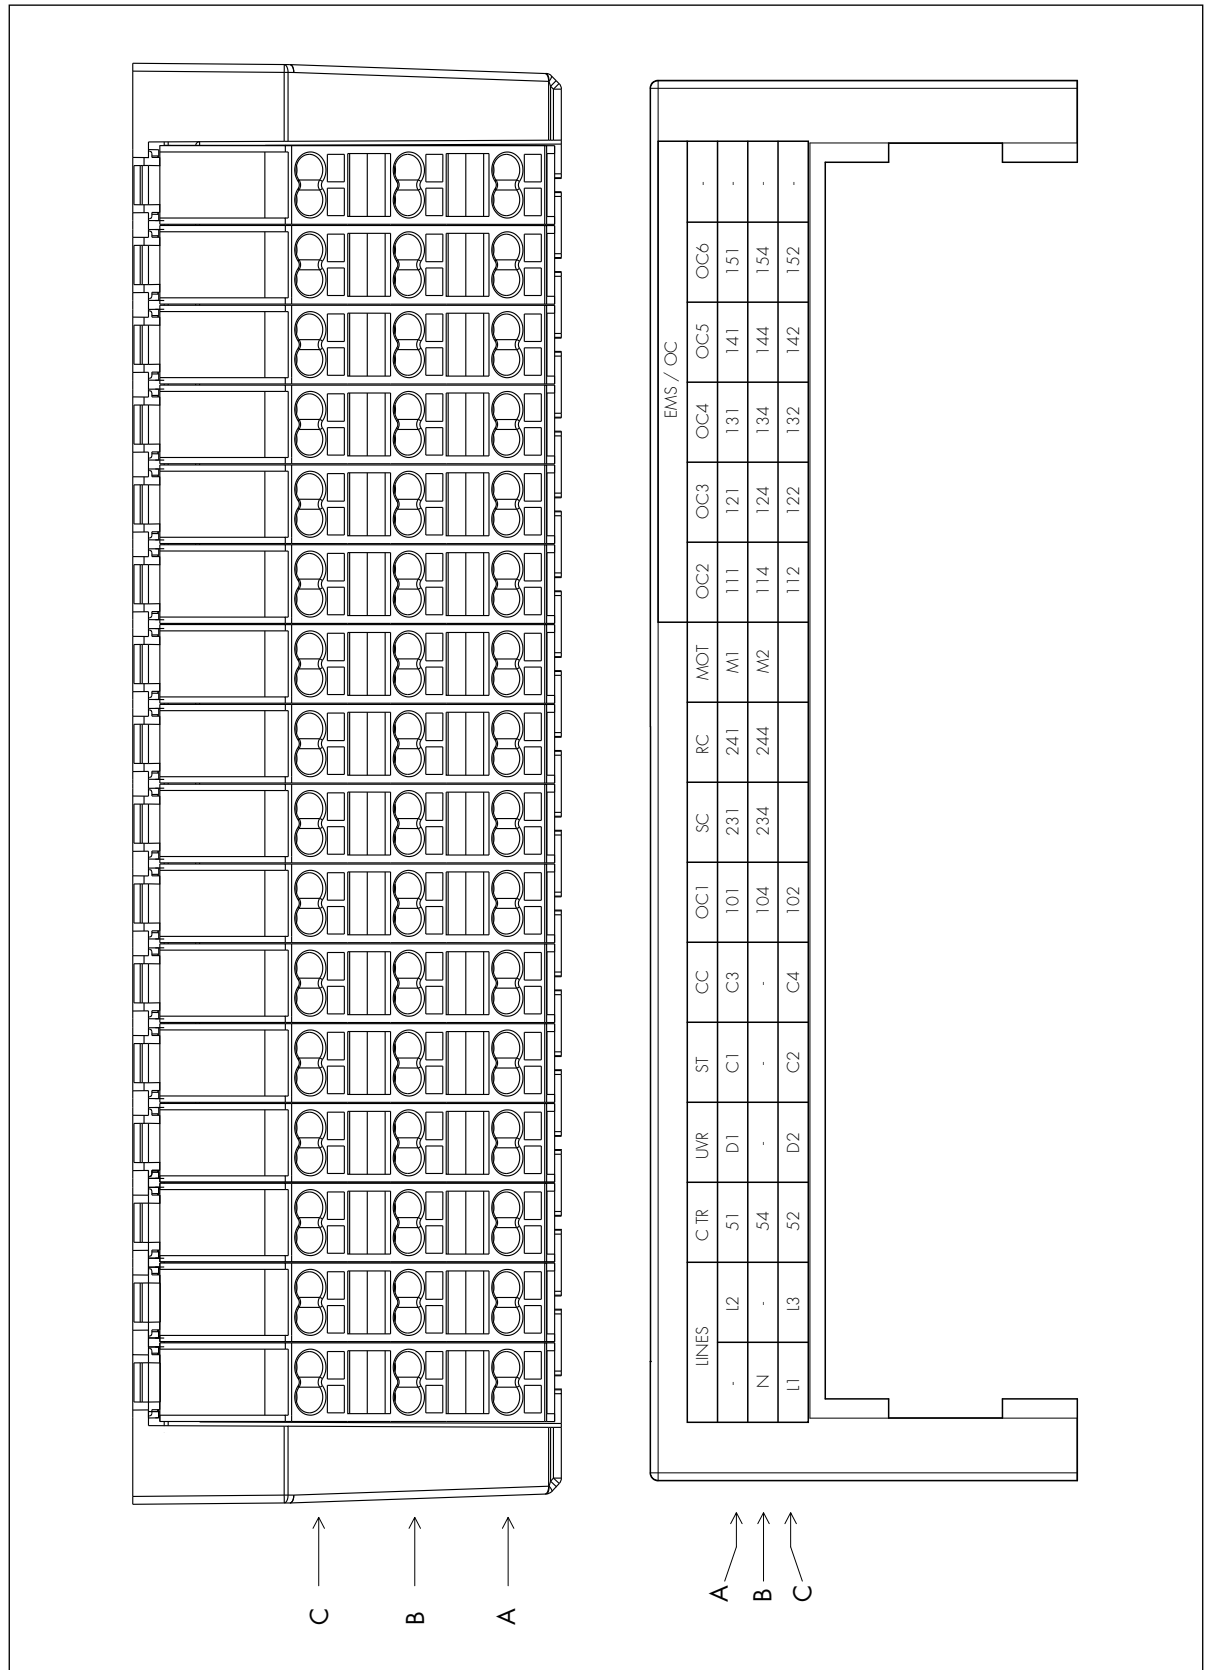 C
B
A
EMS / OC
LINES C TR UVR ST CC OC1 SC RC MOT OC2 OC3 OC4 OC5 OC6 -
A - L2 51 D1 C1 C3 101 231 241 M1 111 121 131 141 151 -
B N - 54 - - - 104 234 244 M2 114 124 134 144 154 -
C L1 L3 52 D2 C2 C4 102 112 122 132 142 152 -